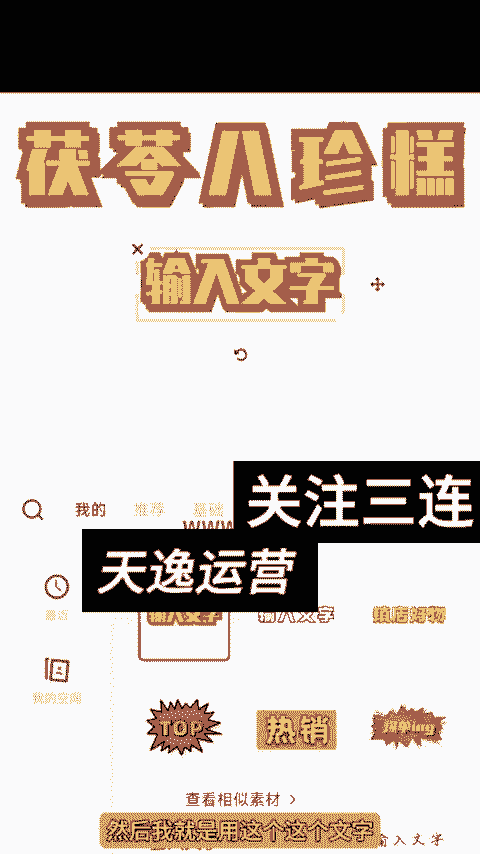 茯苓八珍糕
输入文字
关注三连
我的 推荐 基础
WWW
天逸运营
最近
输入文字 输入文字 镇店好物
我的空间
TOP 热销 爆单ing
查看相似素材 >
然后我就是用这个这个文字
输入文字